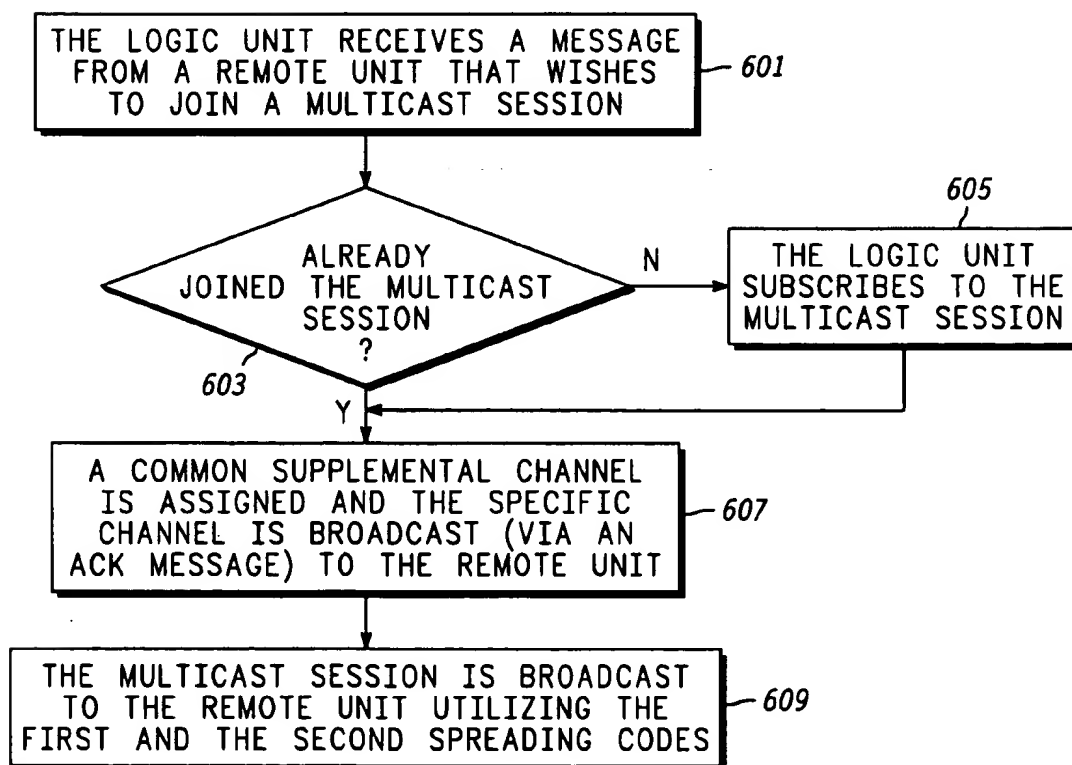 THE LOGIC UNIT RECEIVES A MESSAGE
FROM A REMOTE UNIT THAT WISHES
TO JOIN A MULTICAST SESSION
601
ALREADY
JOINED THE MULTICAST
SESSION
?
603
N
605
THE LOGIC UNIT
SUBSCRIBES TO THE
MULTICAST SESSION
Y
A COMMON SUPPLEMENTAL CHANNEL
IS ASSIGNED AND THE SPECIFIC
CHANNEL IS BROADCAST (VIA AN
ACK MESSAGE) TO THE REMOTE UNIT
607
THE MULTICAST SESSION IS BROADCAST
TO THE REMOTE UNIT UTILIZING THE
FIRST AND THE SECOND SPREADING CODES
609